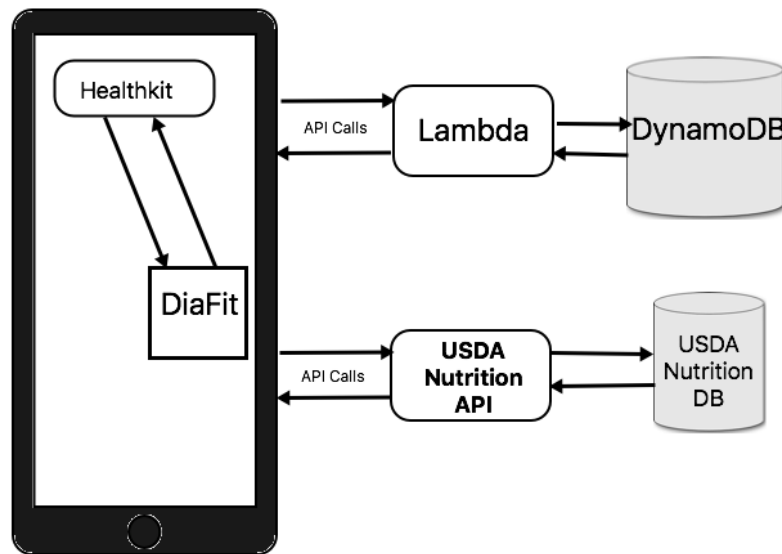 Healthkit
API Calls
Lambda
DynamoDB
DiaFit
API Calls
USDA
Nutrition
API
USDA
Nutrition
DB